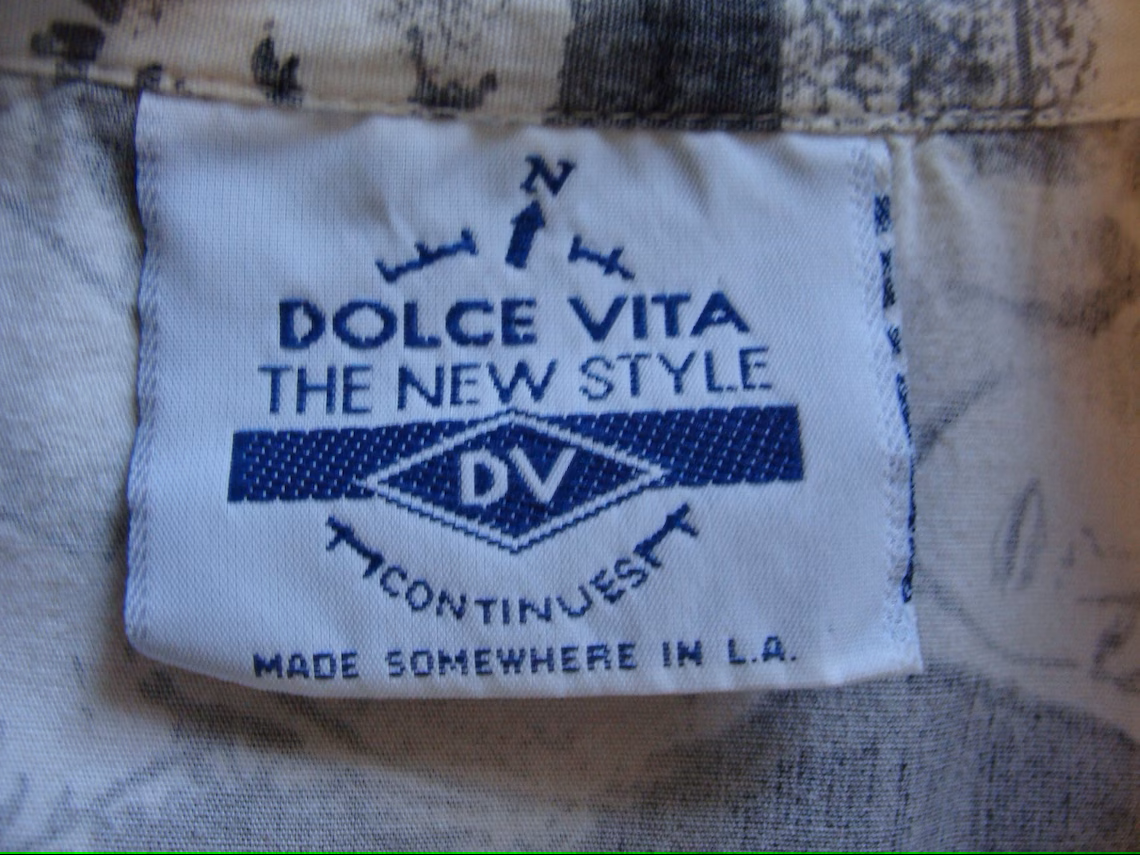 N
DOLCE VITA
THE NEW STYLE
DV
CONTINUES
MADE SOMEWHERE IN L.A.